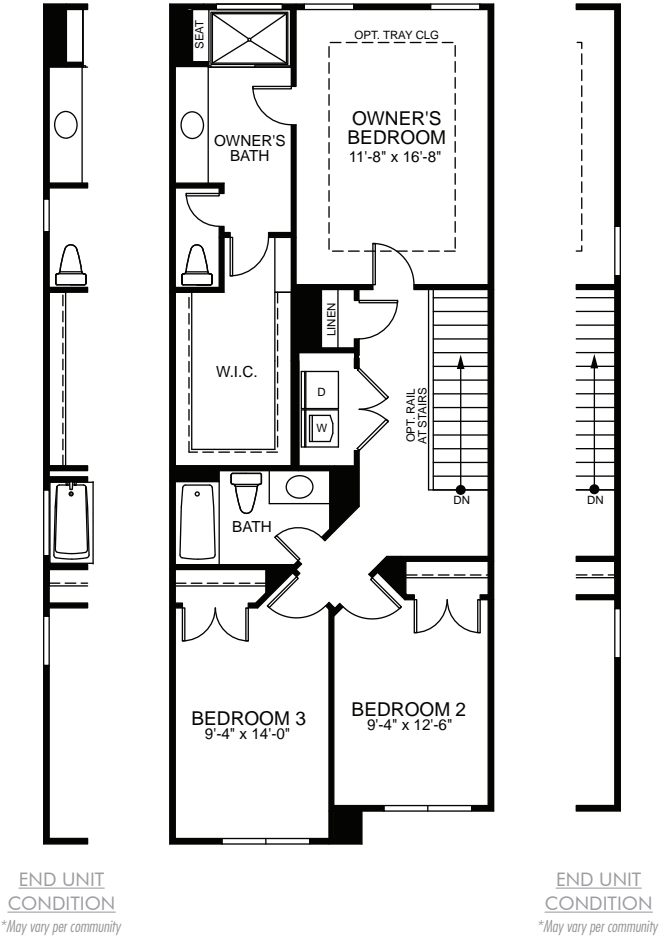 SEAT
OPT. TRAY CLG
OWNER'S
BEDROOM
11'-8" x 16'-8"
OWNER'S
BATH
LINEN
W.I.C.
D
W
OPT. RAIL
AT STAIRS
DN
DN
BATH
BEDROOM 3
9'-4" x 14'-0"
BEDROOM 2
9'-4" x 12'-6"
END UNIT
CONDITION
*May vary per community
END UNIT
CONDITION
*May vary per community